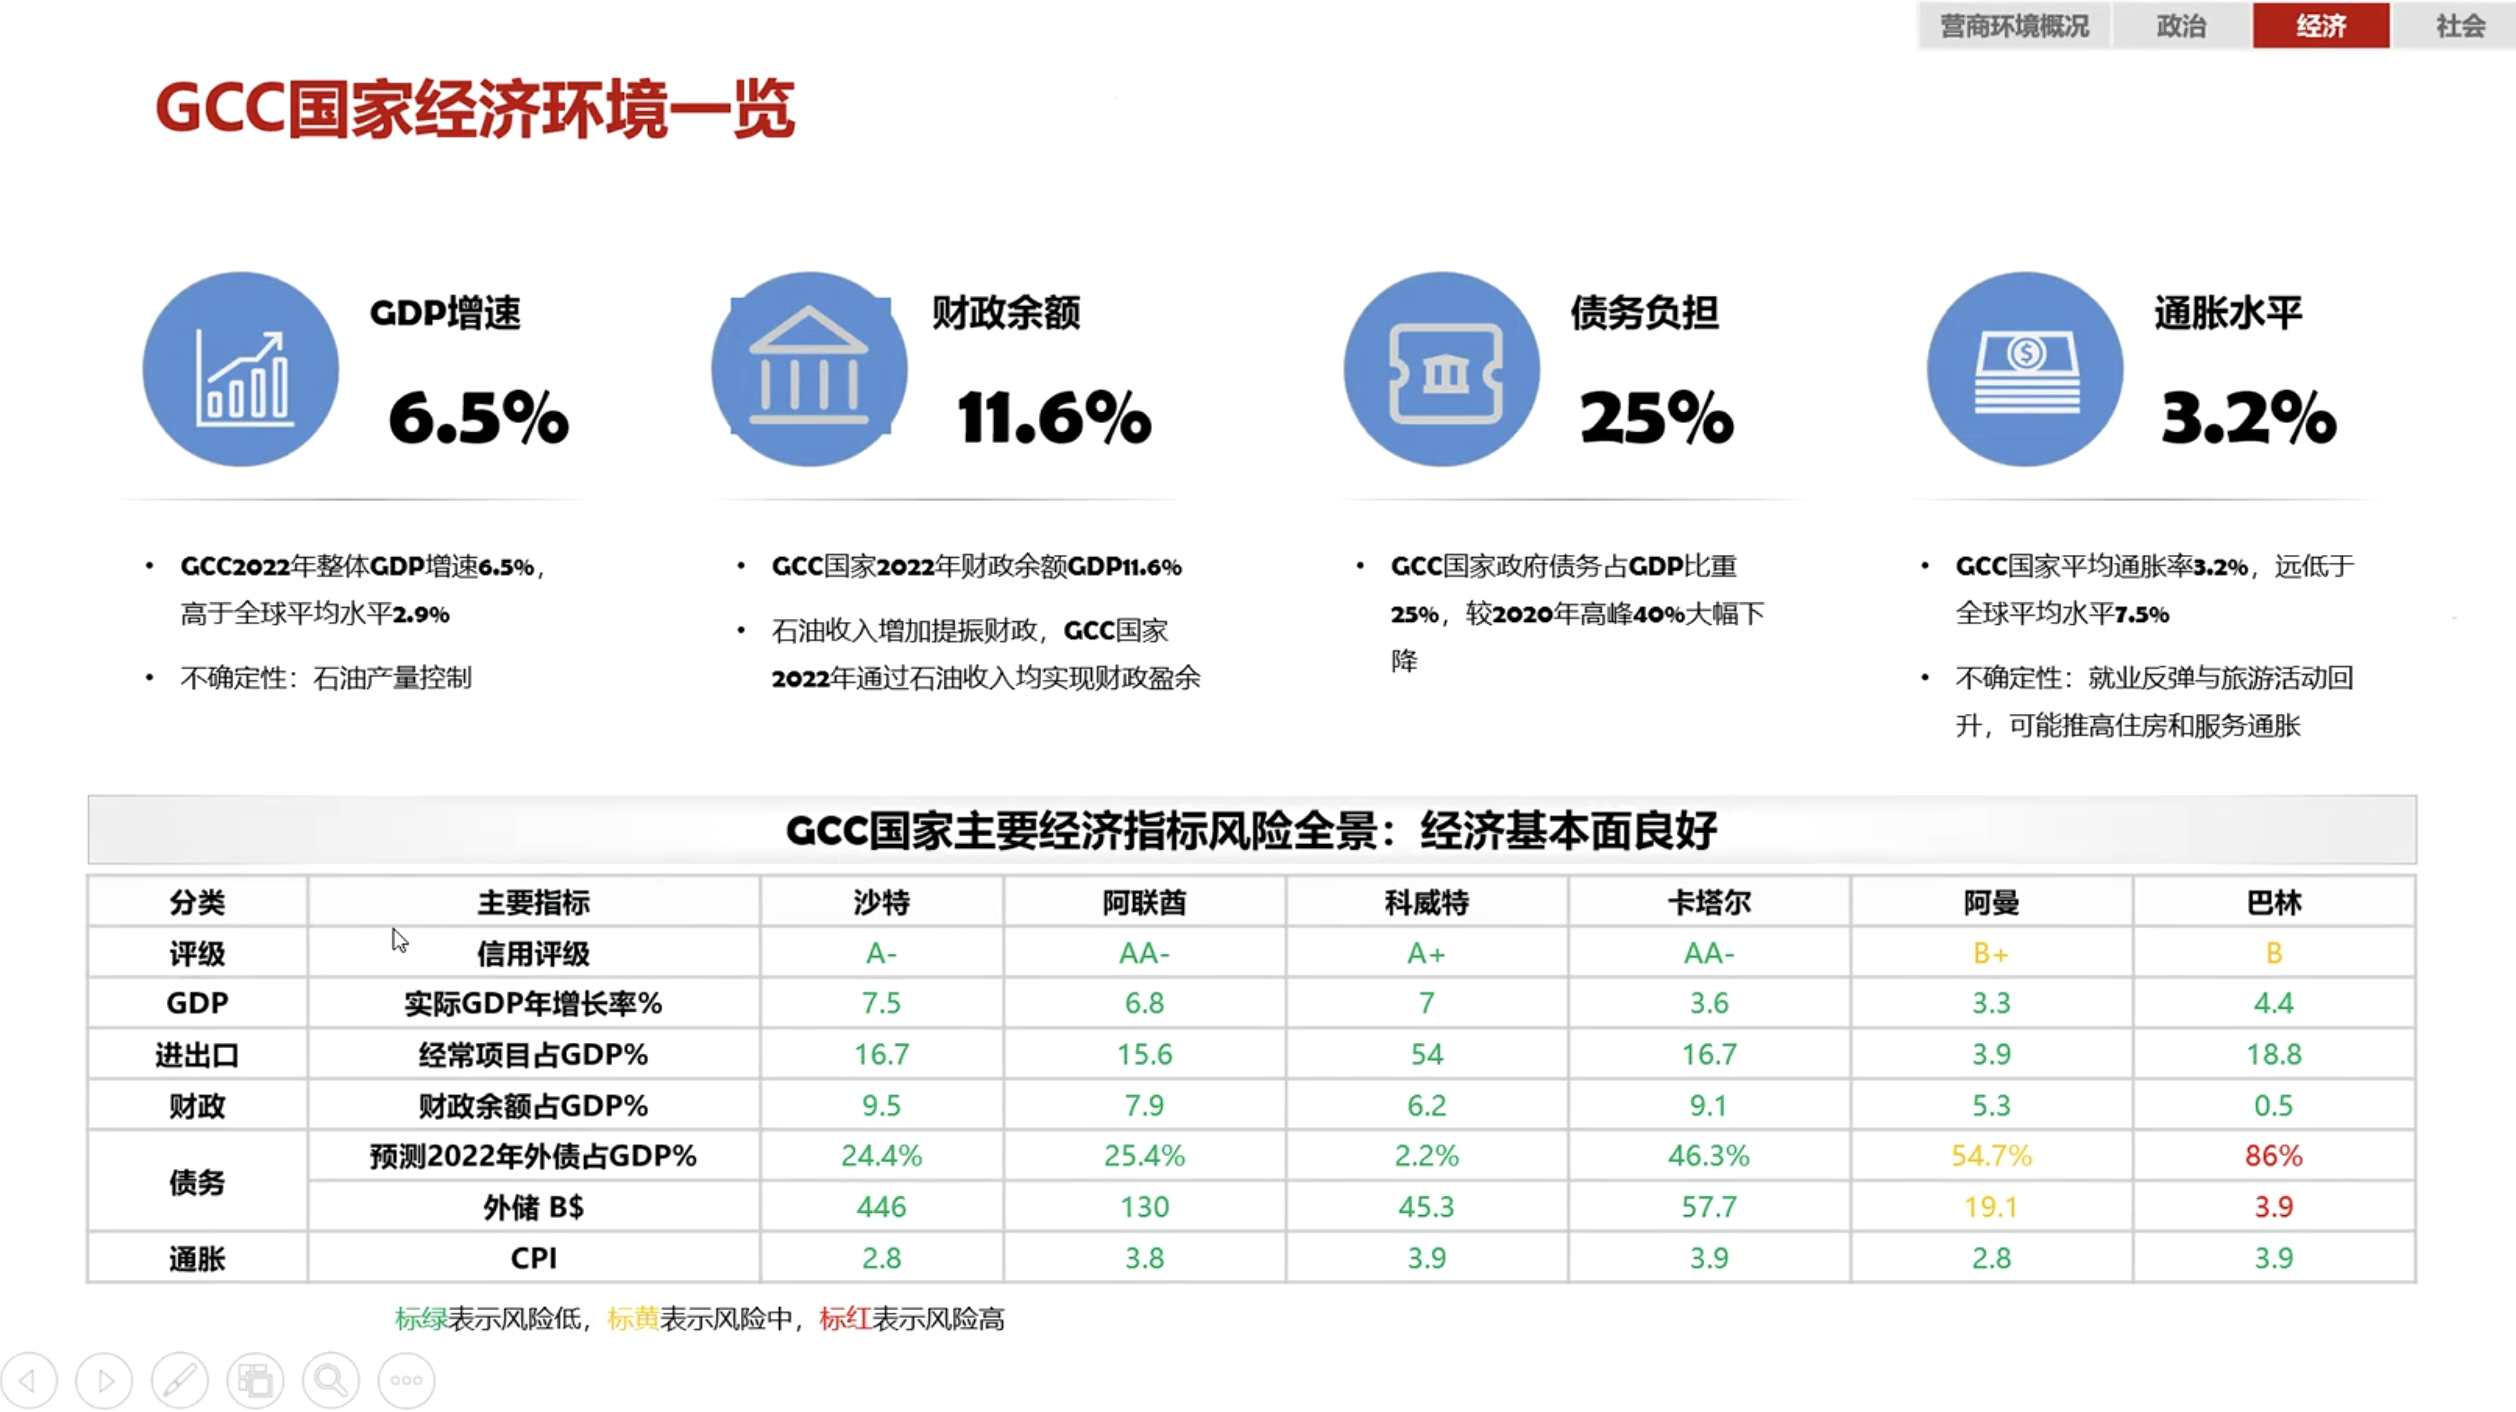 营商环境概况 政治 经济 社会
GCC国家经济环境一览
GDP增速
6.5%
财政余额
11.6%
债务负担
25%
通胀水平
3.2%
• GCC2022年整体GDP增速6.5%，
高于全球平均水平2.9%
• 不确定性：石油产量控制
• GCC国家2022年财政余额GDP11.6%
• 石油收入增加提振财政，GCC国家
2022年通过石油收入均实现财政盈余
• GCC国家政府债务占GDP比重
25%，较2020年高峰40%大幅下
降
• GCC国家平均通胀率3.2%，远低于
全球平均水平7.5%
• 不确定性：就业反弹与旅游活动回
升，可能推高住房和服务通胀
GCC国家主要经济指标风险全景：经济基本面良好
分类 主要指标 沙特 阿联酋 科威特 卡塔尔 阿曼 巴林
评级 信用评级 A- AA- A+ AA- B+ B
GDP 实际GDP年增长率% 7.5 6.8 7 3.6 3.3 4.4
进出口 经常项目占GDP% 16.7 15.6 54 16.7 3.9 18.8
财政 财政余额占GDP% 9.5 7.9 6.2 9.1 5.3 0.5
债务 预测2022年外债占GDP% 24.4% 25.4% 2.2% 46.3% 54.7% 86%
外储 B$ 446 130 45.3 57.7 19.1 3.9
通胀 CPI 2.8 3.8 3.9 3.9 2.8 3.9
标绿表示风险低，标黄表示风险中，标红表示风险高